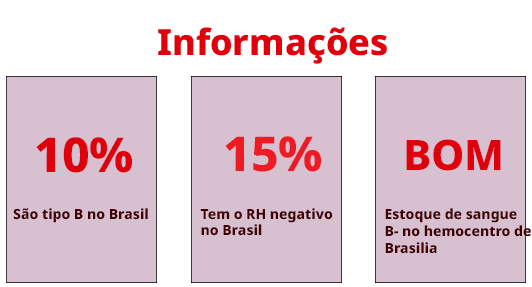 Informações
10%
São tipo B no Brasil
15%
Tem o RH negativo
no Brasil
BOM
Estoque de sangue
B- no hemocentro de
Brasilia